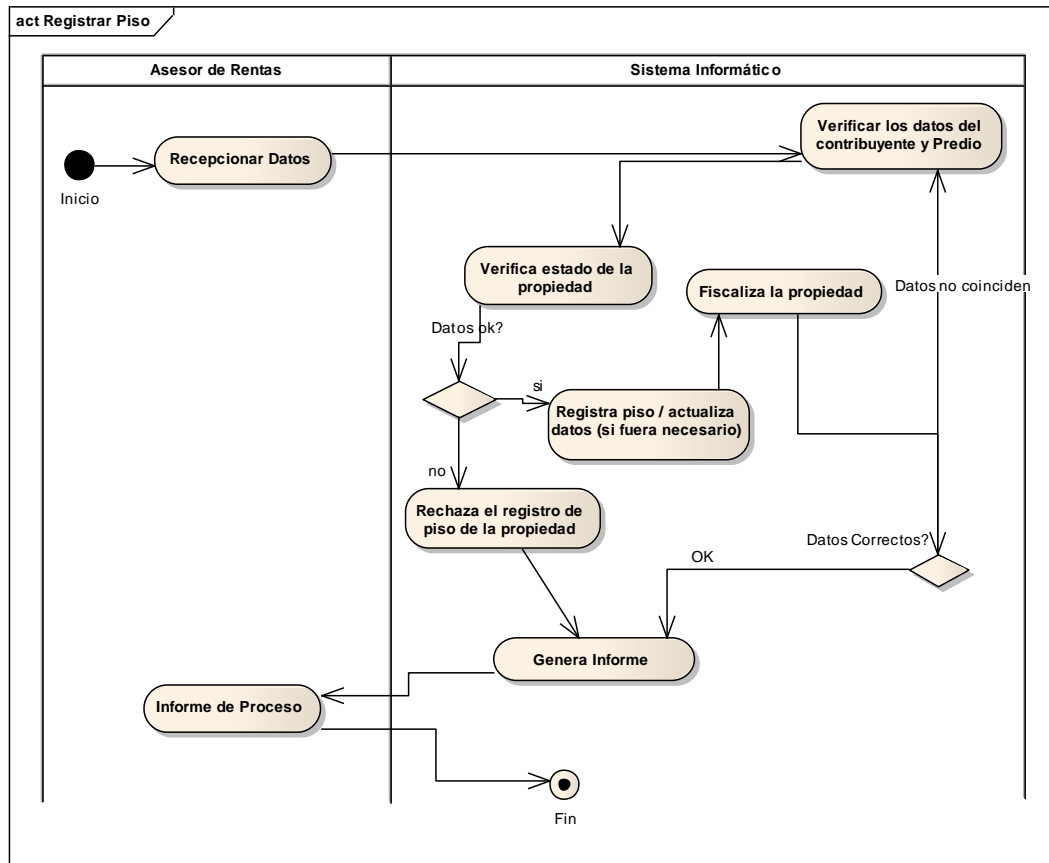 act Registrar Piso
Asesor de Rentas
Sistema Informático
Verificar los datos del
contribuyente y Predio
Recepcionar Datos
Inicio
Verifica estado de la
propiedad
Fiscaliza la propiedad
Datos no coinciden
Datos ok?
si
Registra piso / actualiza
datos (si fuera necesario)
no
Rechaza el registro de
piso de la propiedad
Datos Correctos?
OK
Genera Informe
Informe de Proceso
Fin